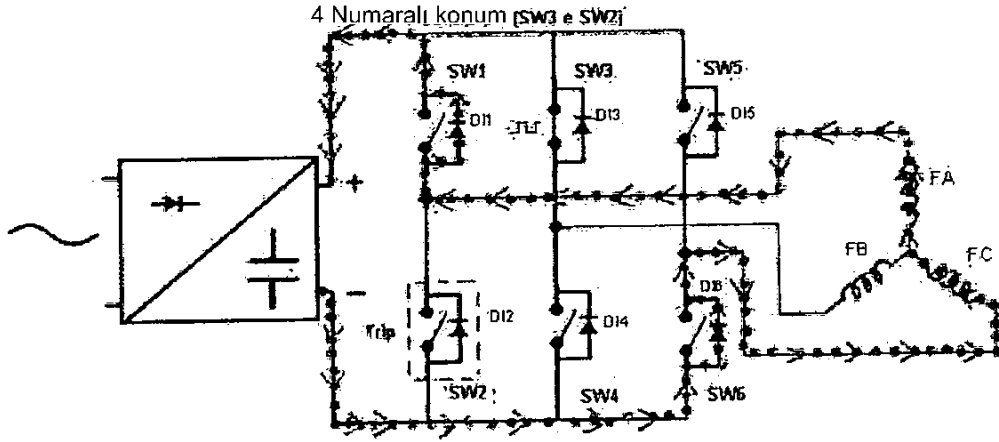 4 Numaralı konum [SW3 e SW2]
SW1
SW3
SW5
DI1
DI3
DI5
+
FA
FB
FC
-
Trip
DI2
DI4
DI6
SW2
SW4
SW6